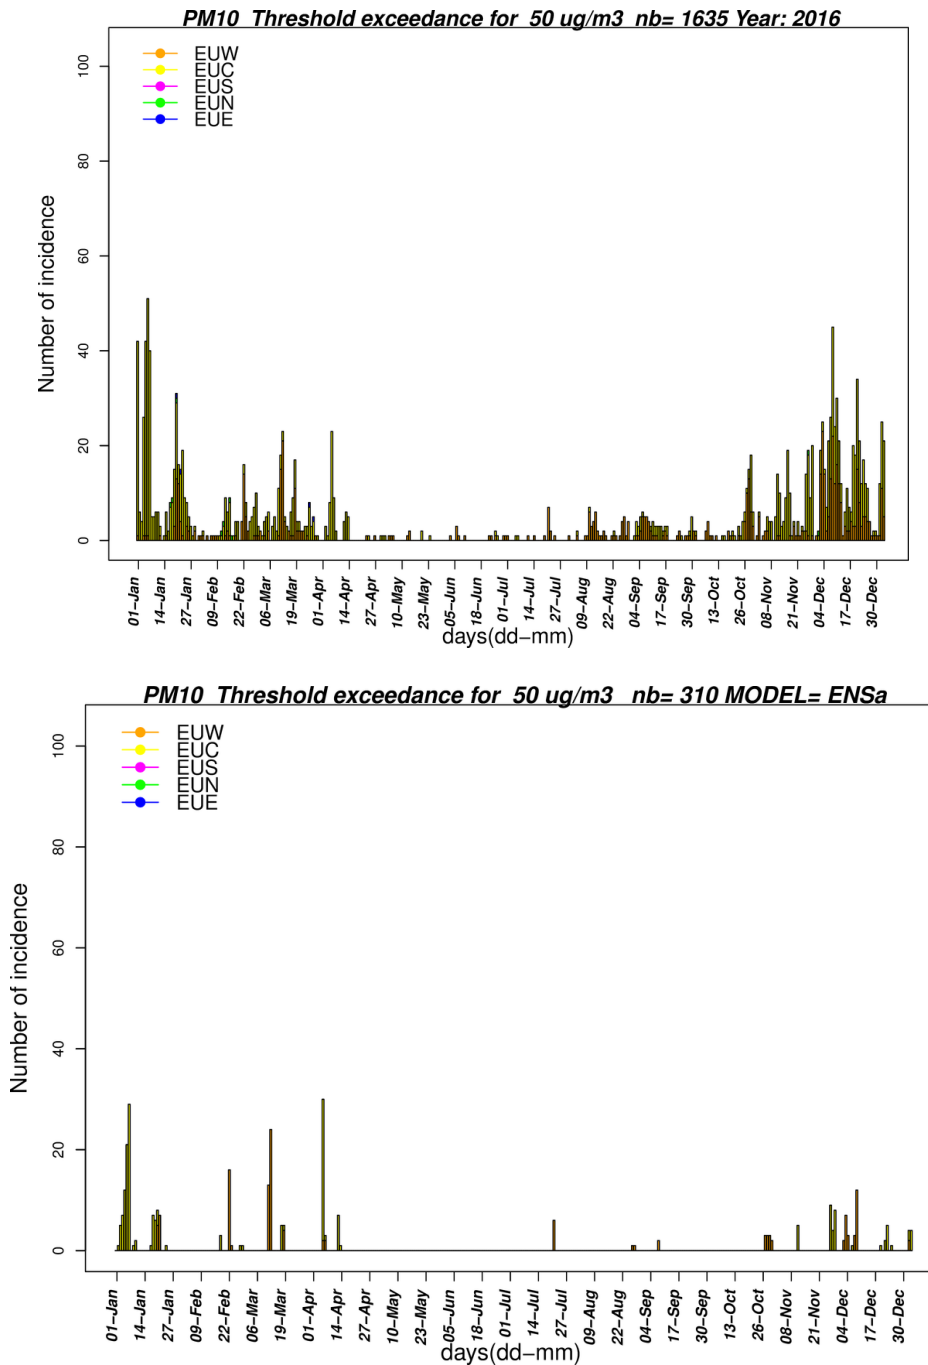 PM10 Threshold exceedance for 50 ug/m3 nb= 1635 Year: 2016
EUW
EUC
EUS
EUN
EUE
Number of incidence
0 20 40 60 80 100
01−Jan 14−Jan 27−Jan 09−Feb 22−Feb 06−Mar 19−Mar 01−Apr 14−Apr 27−Apr 10−May 23−May 05−Jun 18−Jun 01−Jul 14−Jul 27−Jul 09−Aug 22−Aug 04−Sep 17−Sep 30−Sep 13−Oct 26−Oct 08−Nov 21−Nov 04−Dec 17−Dec 30−Dec
days(dd−mm)
PM10 Threshold exceedance for 50 ug/m3 nb= 310 MODEL= ENSa
EUW
EUC
EUS
EUN
EUE
Number of incidence
0 20 40 60 80 100
01−Jan 14−Jan 27−Jan 09−Feb 22−Feb 06−Mar 19−Mar 01−Apr 14−Apr 27−Apr 10−May 23−May 05−Jun 18−Jun 01−Jul 14−Jul 27−Jul 09−Aug 22−Aug 04−Sep 17−Sep 30−Sep 13−Oct 26−Oct 08−Nov 21−Nov 04−Dec 17−Dec 30−Dec
days(dd−mm)